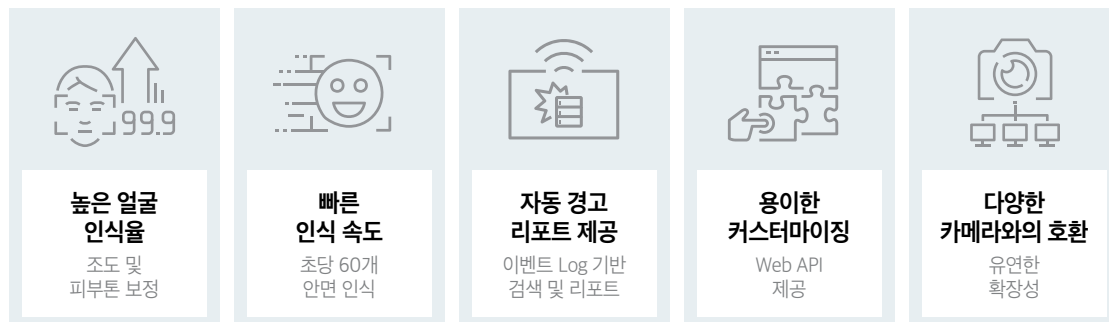 99.9
높은 얼굴
인식율
조도 및
피부톤 보정
빠른
인식 속도
초당 60개
안면 인식
자동 경고
리포트 제공
이벤트 Log 기반
검색 및 리포트
용이한
커스터마이징
Web API
제공
다양한
카메라와의 호환
유연한
확장성